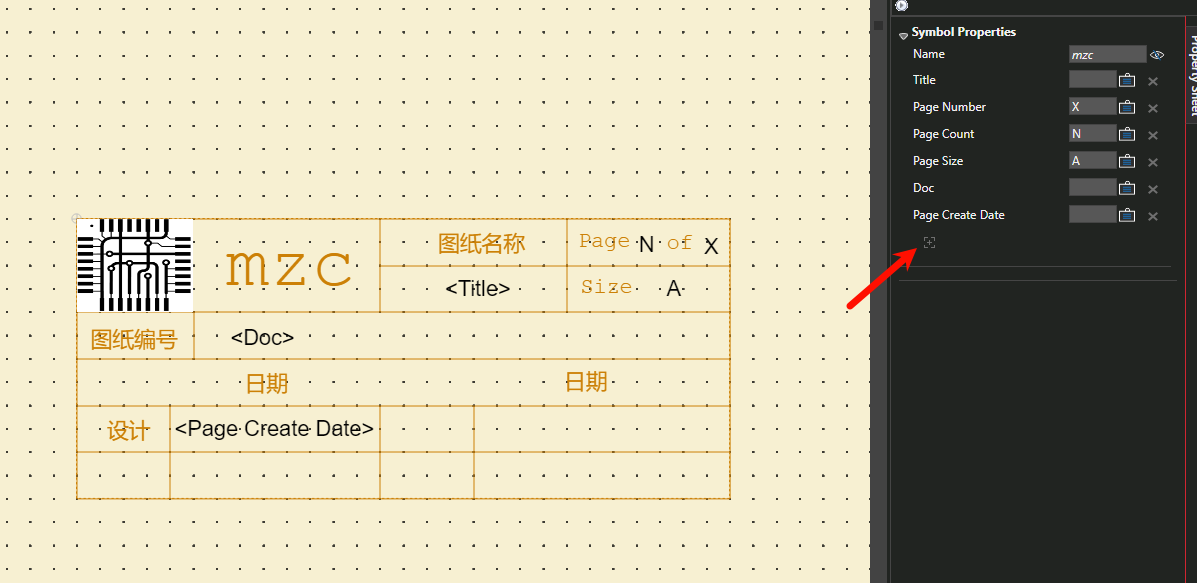 Symbol Properties
Name mzc
Title
Page Number X
Page Count N
Page Size A
Doc
Page Create Date
Property Sheet
mzc
图纸名称
Page N of X
<Title>
Size A
图纸编号
<Doc>
日期
日期
设计
<Page Create Date>